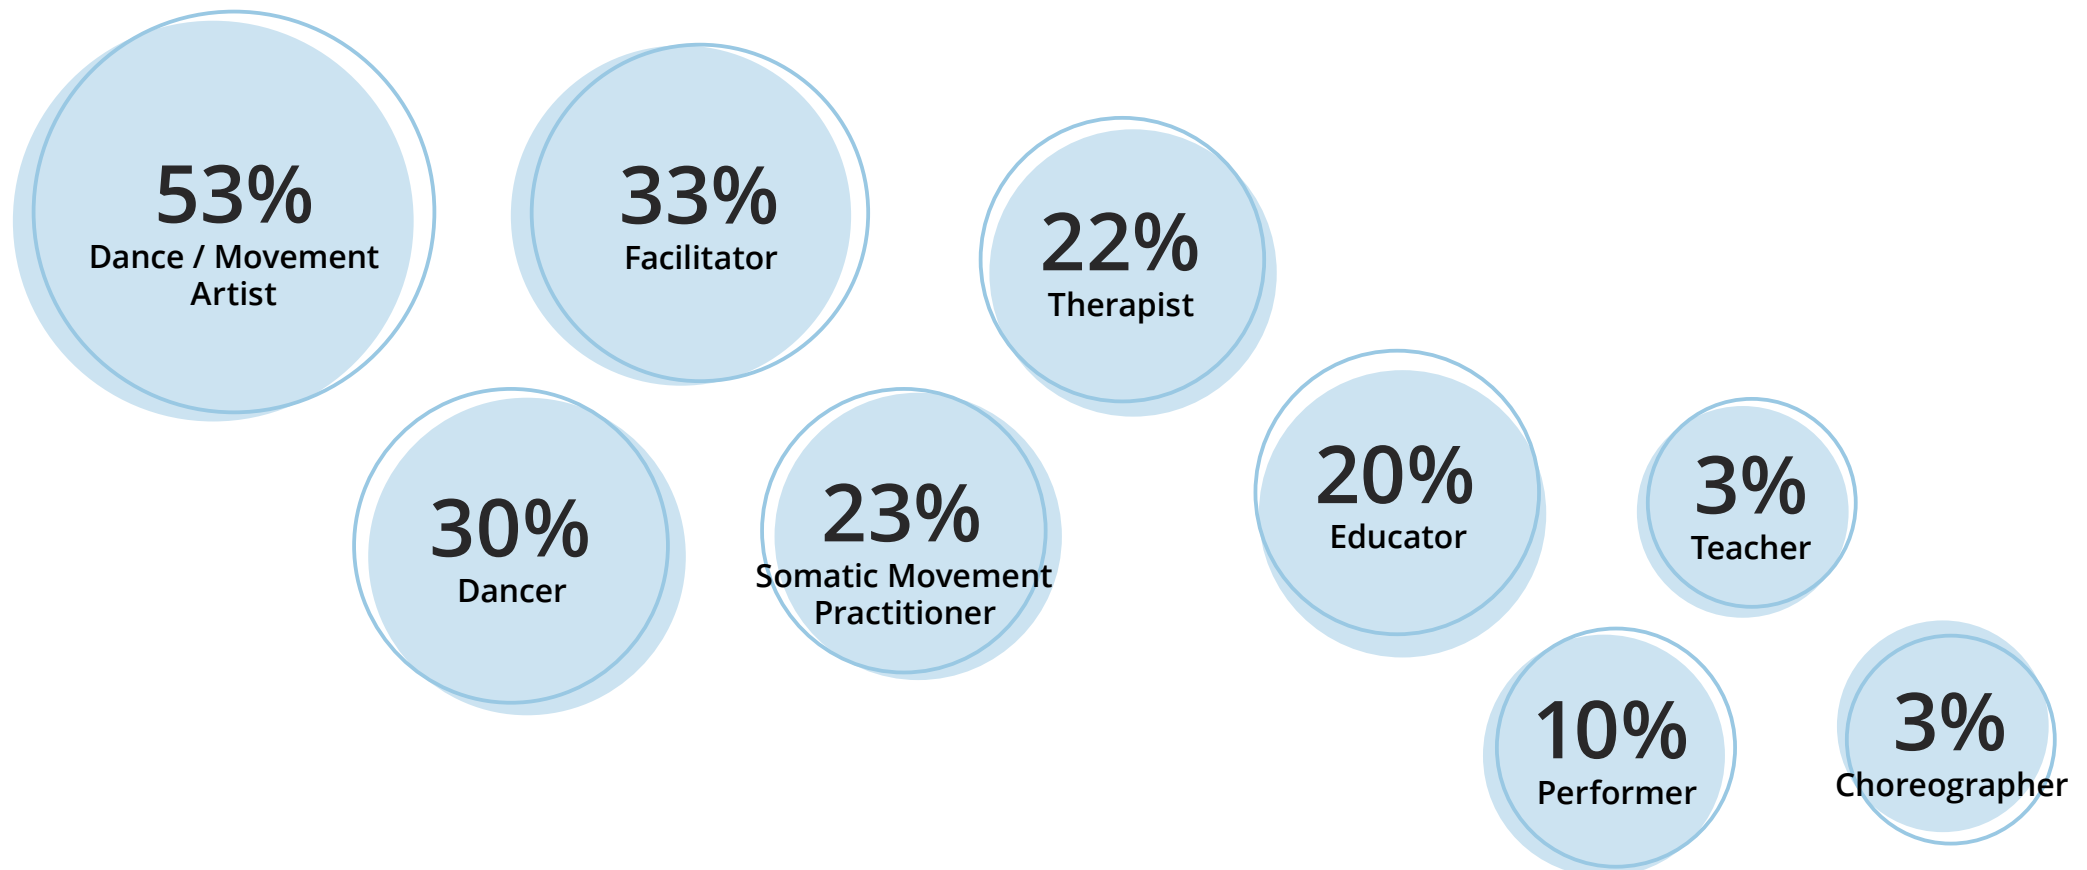 53%
Dance / Movement
Artist
33%
Facilitator
22%
Therapist
30%
Dancer
23%
Somatic Movement
Practitioner
20%
Educator
3%
Teacher
10%
Performer
3%
Choreographer